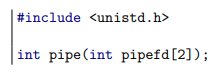 #include <unistd.h>
int pipe(int pipefd[2]);